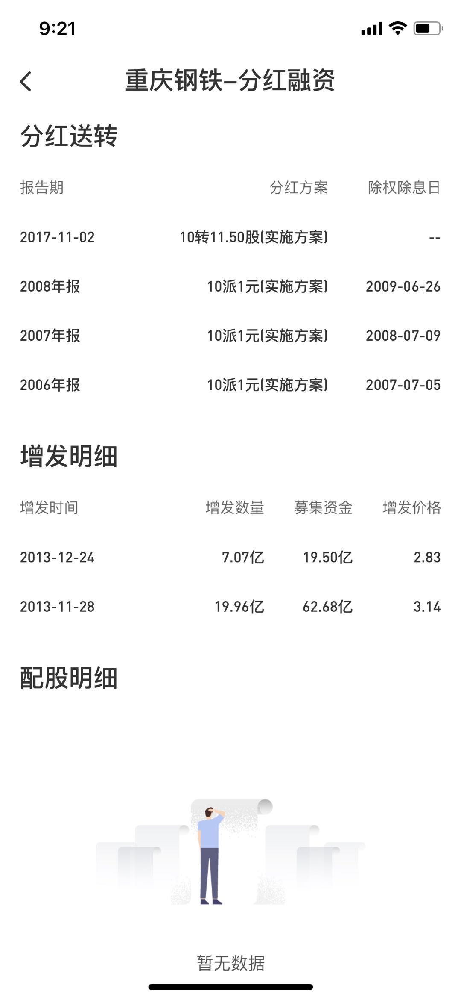 9:21
重庆钢铁-分红融资
分红送转
报告期 分红方案 除权除息日
2017-11-02 10转11.50股(实施方案) --
2008年报 10派1元(实施方案) 2009-06-26
2007年报 10派1元(实施方案) 2008-07-09
2006年报 10派1元(实施方案) 2007-07-05
增发明细
增发时间 增发数量 募集资金 增发价格
2013-12-24 7.07亿 19.50亿 2.83
2013-11-28 19.96亿 62.68亿 3.14
配股明细
暂无数据